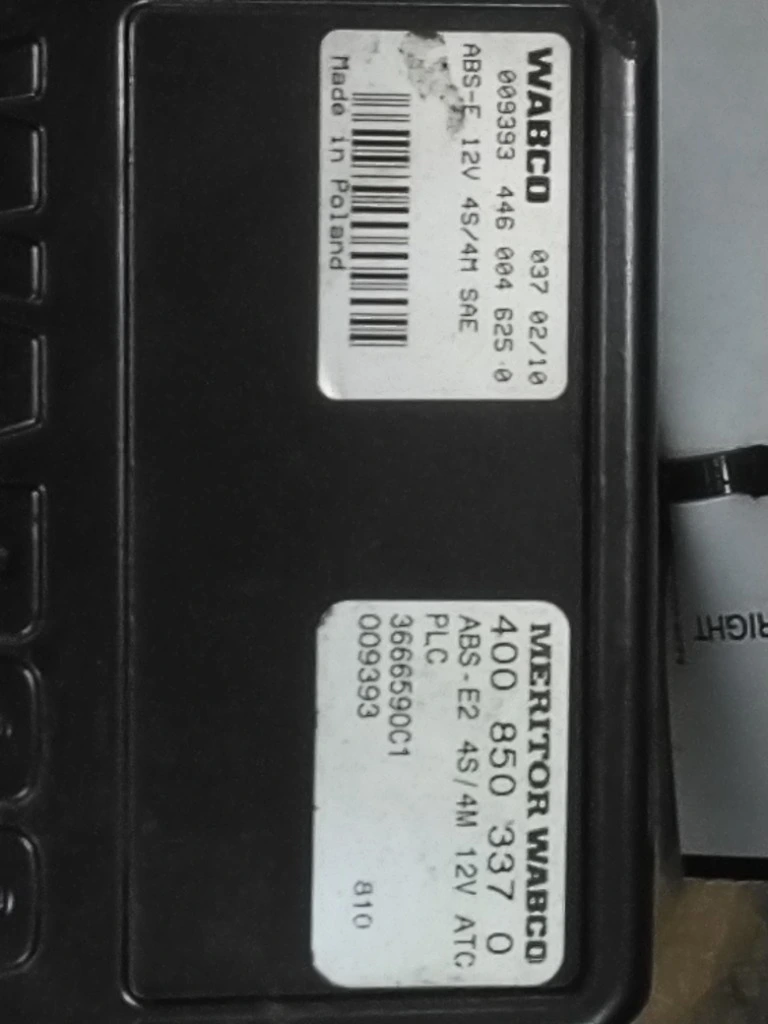 WABCO 037 02/10
009393 446 004 625 0
ABS-E 12V 4S/4M SAE
Made in Poland
MERITOR WABCO
400 850 337 0
ABS-E2 4S/4M 12V ATC
PLC
3666590C1
009393 810
WABCO